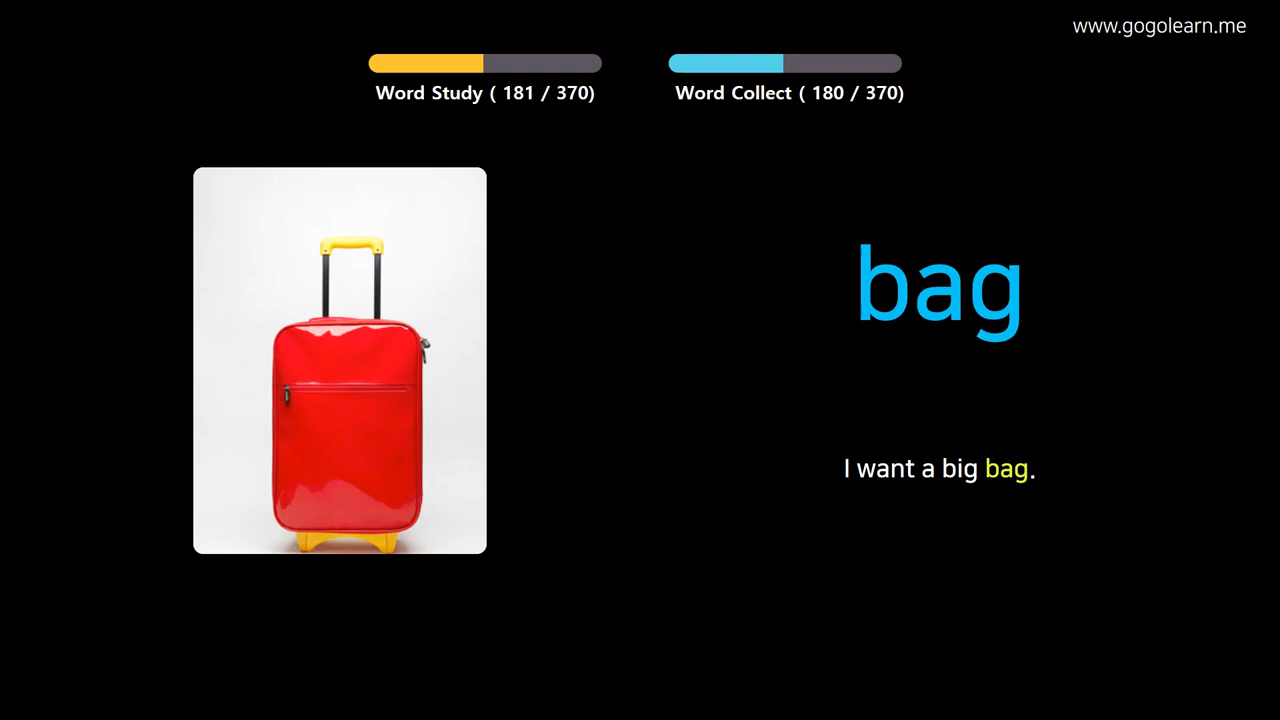 www.gogolearn.me
Word Study ( 181 / 370)
Word Collect ( 180 / 370)
bag
I want a big bag.